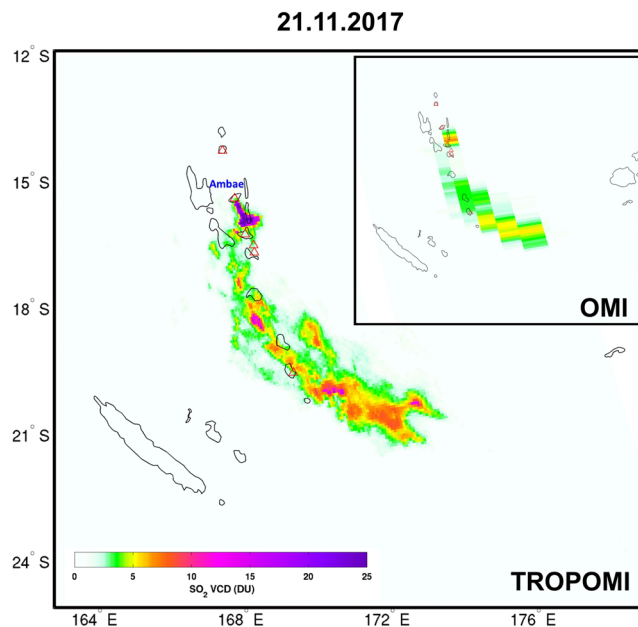 21.11.2017
12° S
15° S
18° S
21° S
24° S
Ambae
OMI
0 5 10 15 20 25
SO₂ VCD (DU)
TROPOMI
164° E 168° E 172° E 176° E